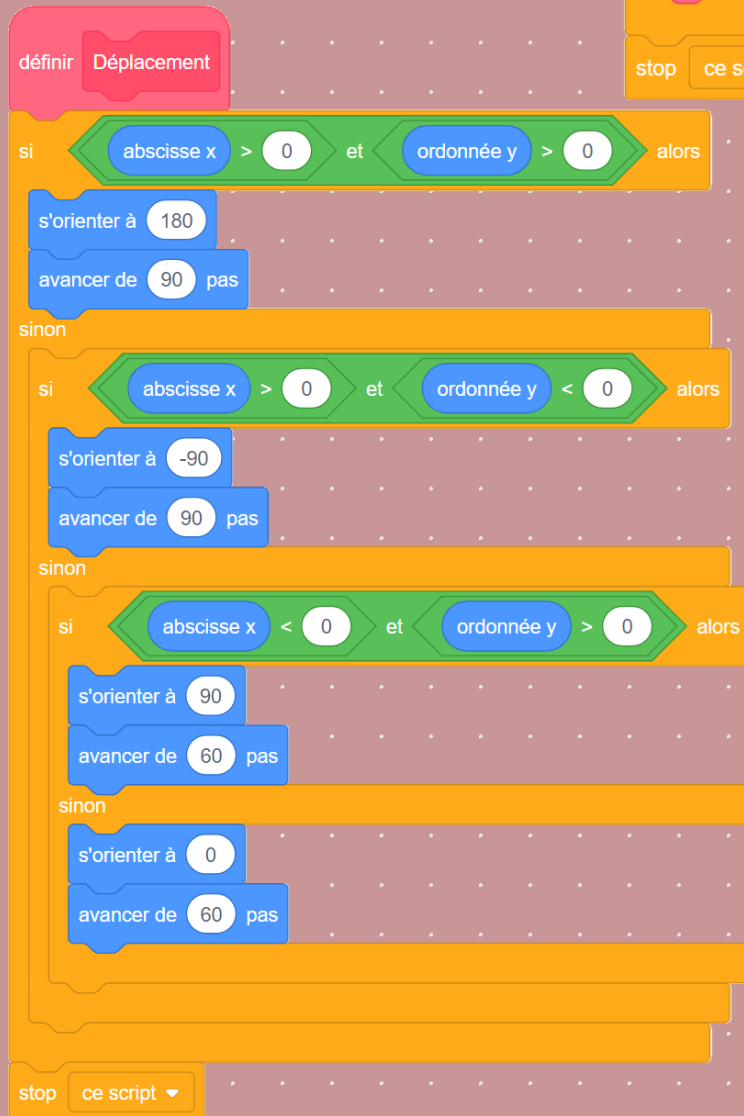 définir Déplacement
stop ce s
si abscisse x > 0 et ordonnée y > 0 alors
s'orienter à 180
avancer de 90 pas
sinon
si abscisse x > 0 et ordonnée y < 0 alors
s'orienter à -90
avancer de 90 pas
sinon
si abscisse x < 0 et ordonnée y > 0 alors
s'orienter à 90
avancer de 60 pas
sinon
s'orienter à 0
avancer de 60 pas
stop ce script